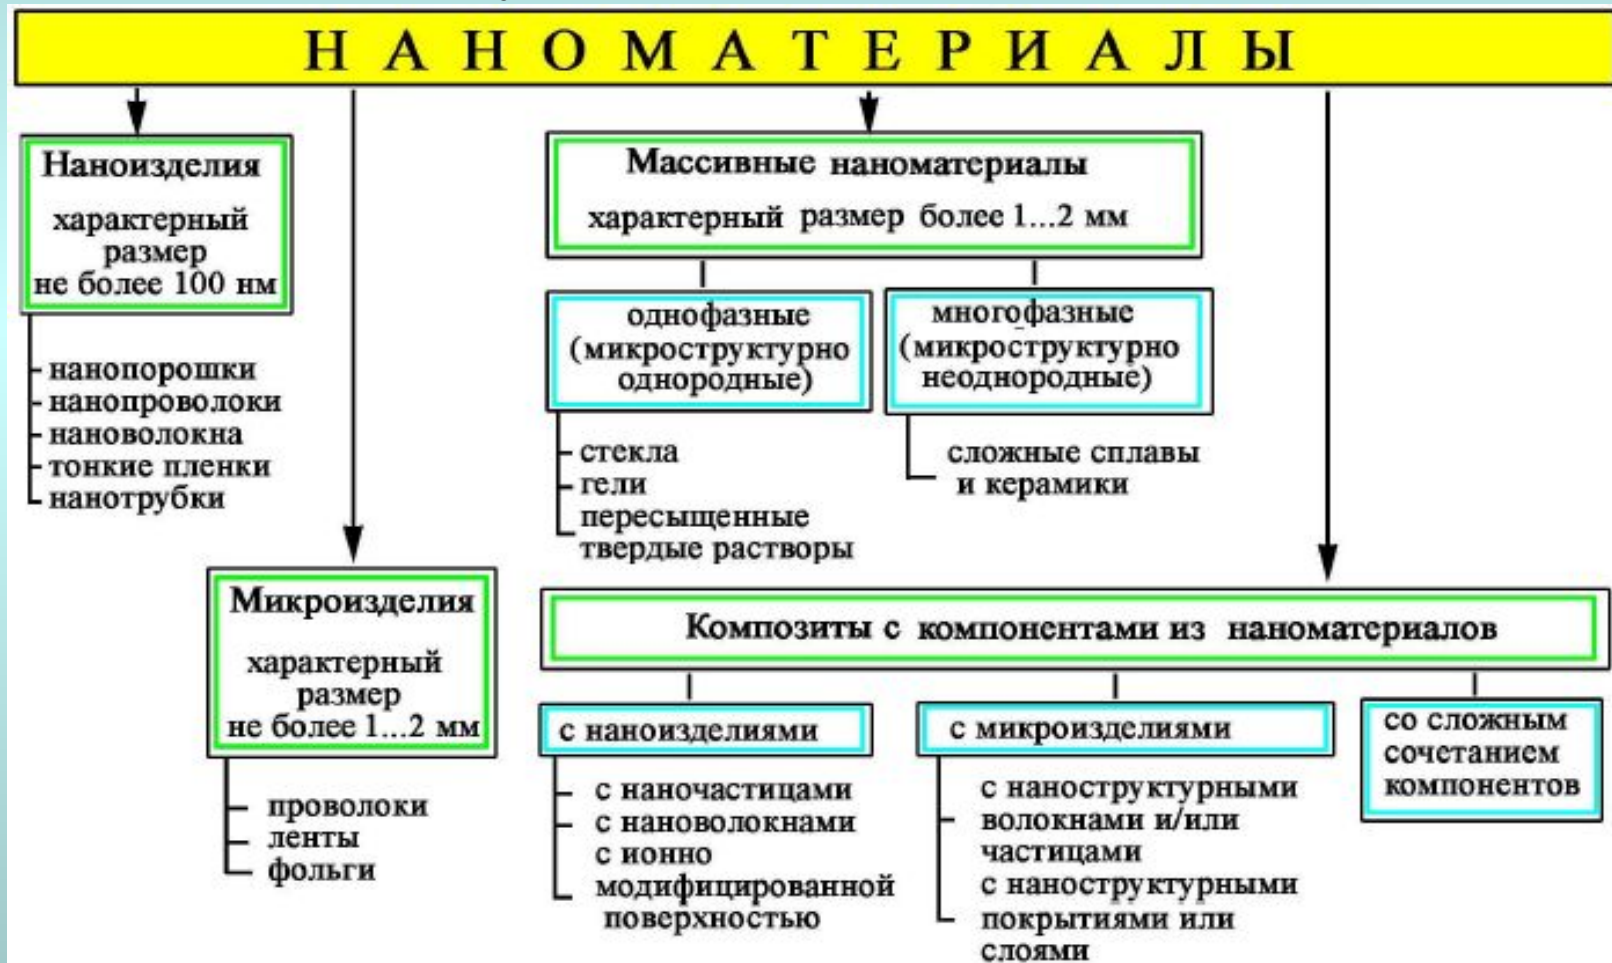 НАНОМАТЕРИАЛЫ
Наноизделия
характерный
размер
не более 100 нм
- нанопорошки
- нанопроволоки
- нановолокна
- тонкие пленки
- нанотрубки
Микроизделия
характерный
размер
не более 1...2 мм
проволоки
ленты
фольги
Массивные наноматериалы
характерный размер более 1...2 мм
однофазные
(микроструктурно
однородные)
стекла
гели
пересыщенные
твердые растворы
многофазные
(микроструктурно
неоднородные)
сложные сплавы
и керамики
Композиты с компонентами из наноматериалов
с наноизделиями
с наночастицами
с нановолокнами
с ионно
модифицированной
поверхностью
с микроизделиями
с наноструктурными
волокнами и/или
частицами
с наноструктурными
покрытиями или
слоями
со сложным
сочетанием
компонентов